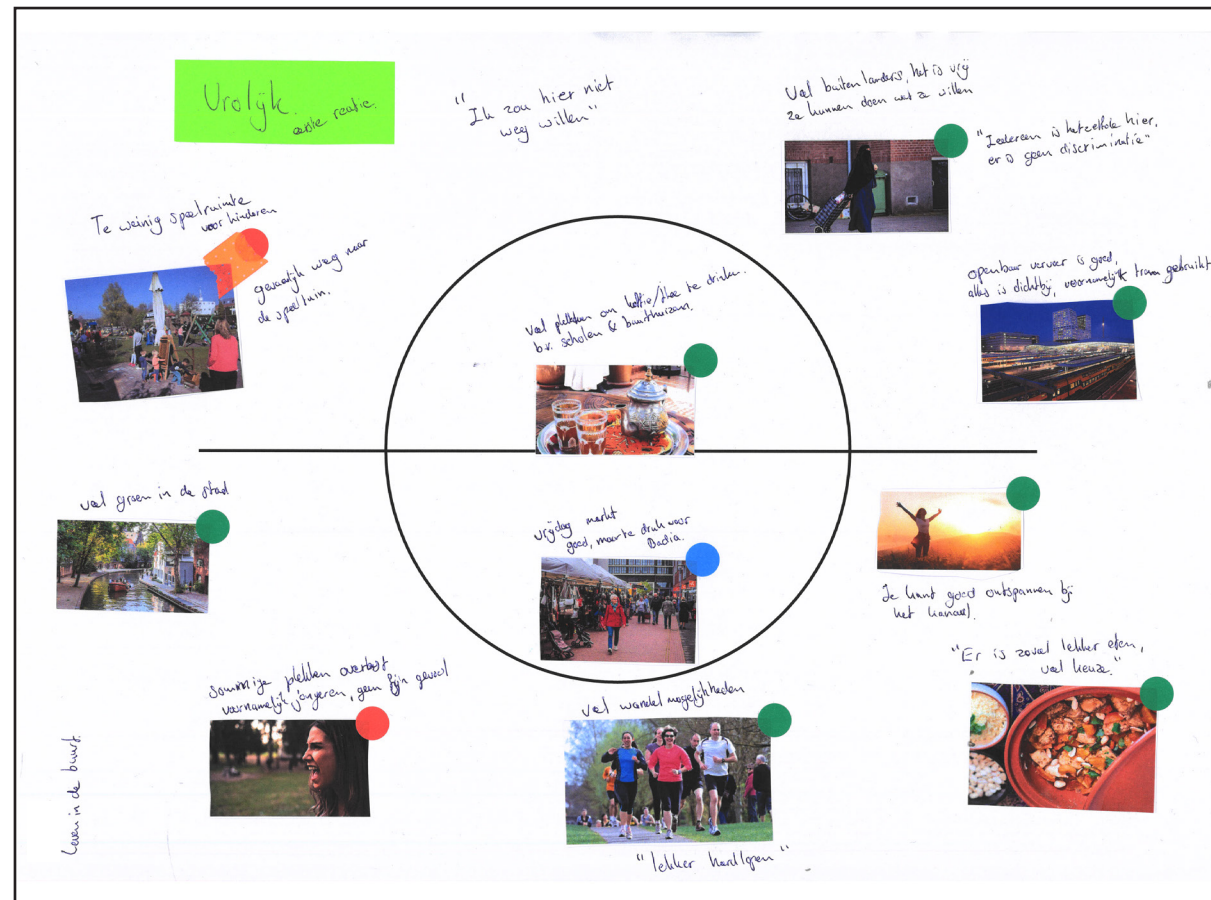 Vrolijk.
eerste reactie.
"Ik zou hier niet
weg willen"
Veel buitenlanders, het is vrij
ze kunnen doen wat ze willen
"Iedereen is hetzelfde hier,
er is geen discriminatie"
Te weinig speelruimte
voor kinderen
gevaarlijk weg naar
de speeltuin.
veel plekken om koffie/thee te drinken.
b.v. scholen & buurthuizen.
openbaar vervoer is goed,
alles is dichtbij, voornamelijk tram gebruikt
veel groen in de stad
vrijdag markt
goed, maar te druk voor
Dadia.
Je kunt goed ontspannen bij
het kanaal.
sommige plekken overlast
voornamelijk jongeren, geen fijn gevoel
veel wandel mogelijkheden
"lekker hardlopen"
"Er is zoveel lekker eten,
veel keuze."
Leven in de buurt.